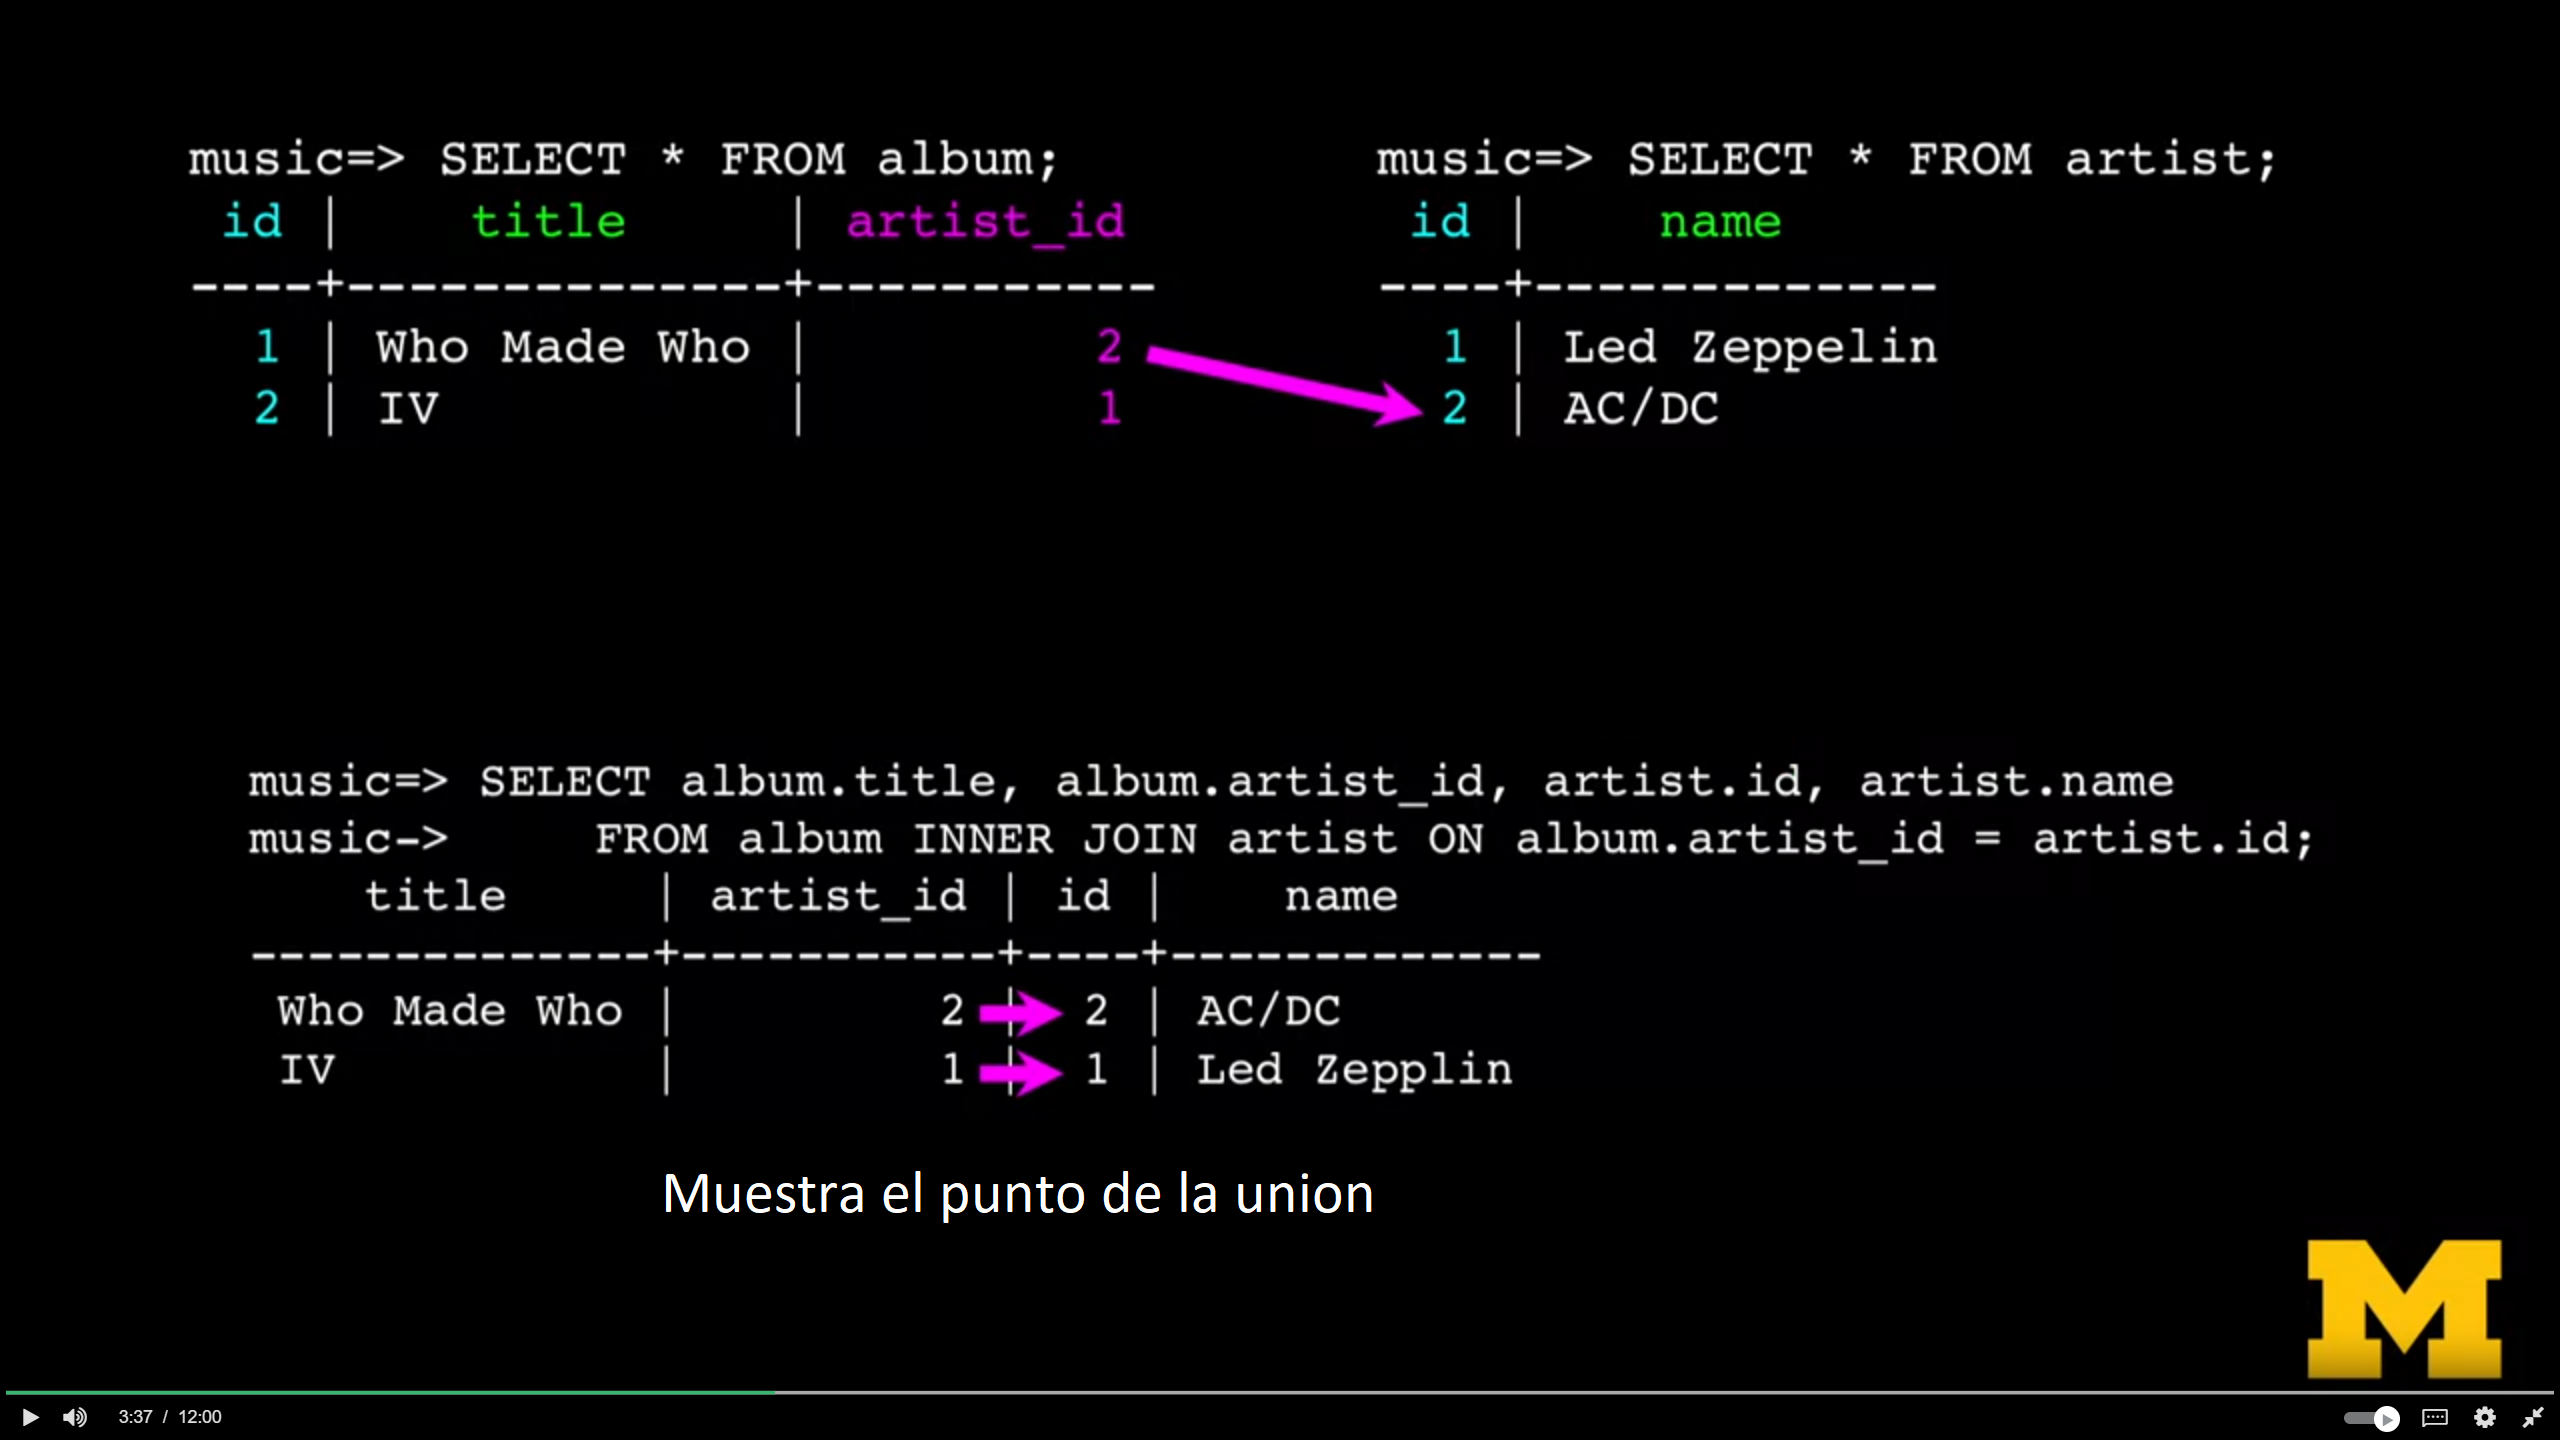 music=> SELECT * FROM album;
id | title | artist_id
----+--------------+-----------
1 | Who Made Who | 2
2 | IV | 1
music=> SELECT * FROM artist;
id | name
----+-------------
1 | Led Zeppelin
2 | AC/DC
music=> SELECT album.title, album.artist_id, artist.id, artist.name
music-> FROM album INNER JOIN artist ON album.artist_id = artist.id;
title | artist_id | id | name
--------------+-----------+----+-------------
Who Made Who | 2 | 2 | AC/DC
IV | 1 | 1 | Led Zepplin
Muestra el punto de la union
M
3:37 / 12:00